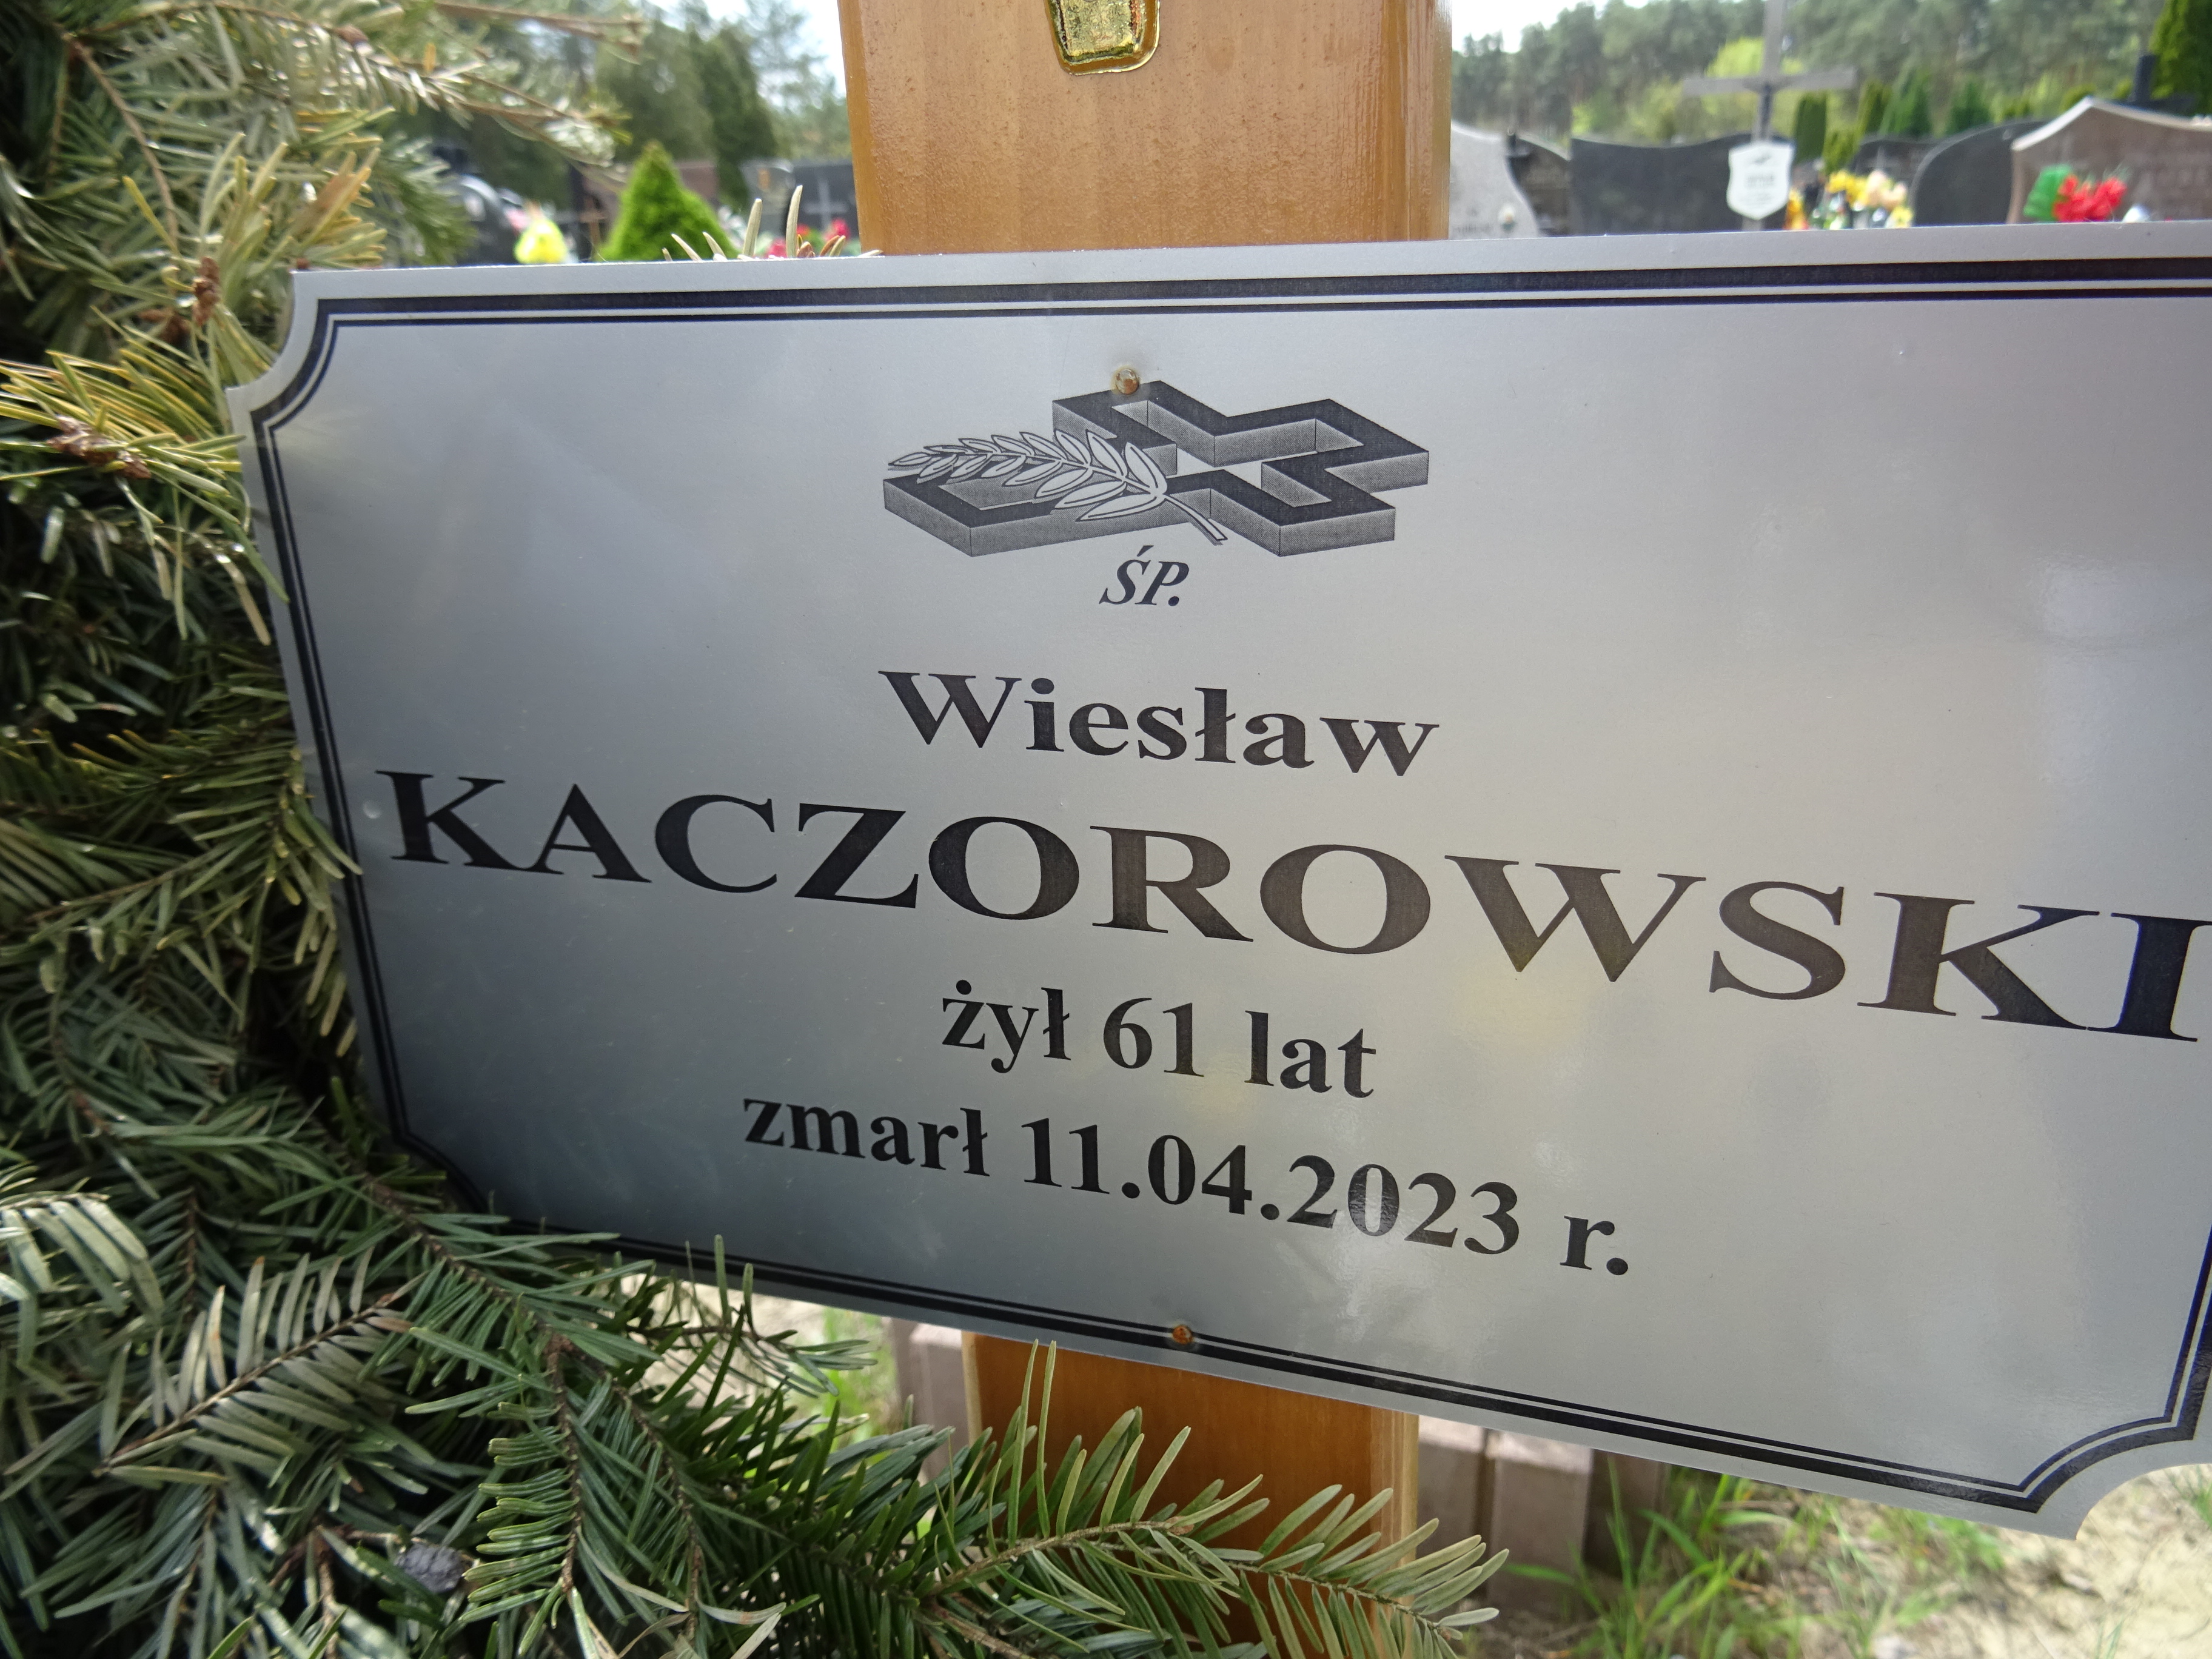 ŚP.
Wiesław
KACZOROWSKI
żył 61 lat
zmarł 11.04.2023 r.